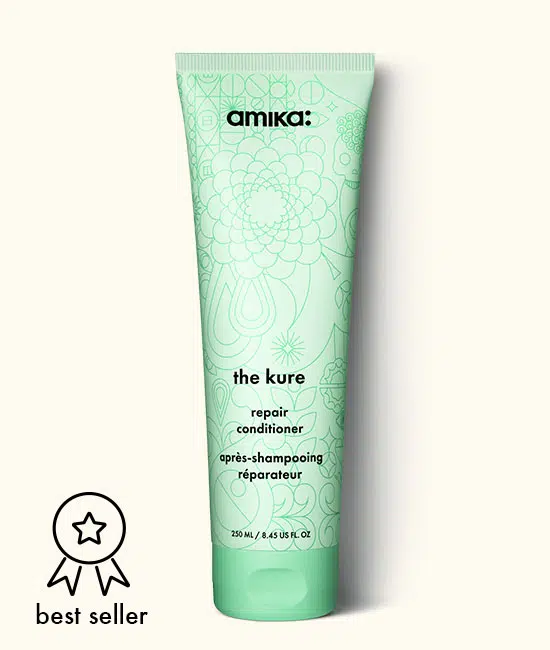 amika:
the kure
repair
conditioner
après-shampooing
réparateur
250 ML / 8.45 US FL. OZ
best seller